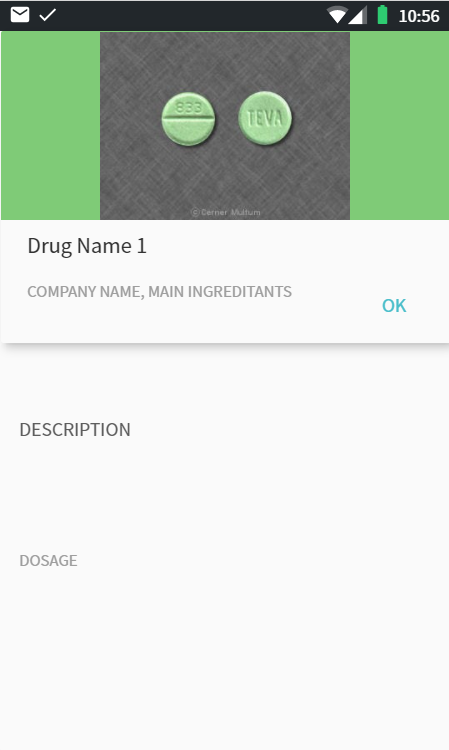 10:56
833
TEVA
© Cerner Multum
Drug Name 1
COMPANY NAME, MAIN INGREDITANTS
OK
DESCRIPTION
DOSAGE